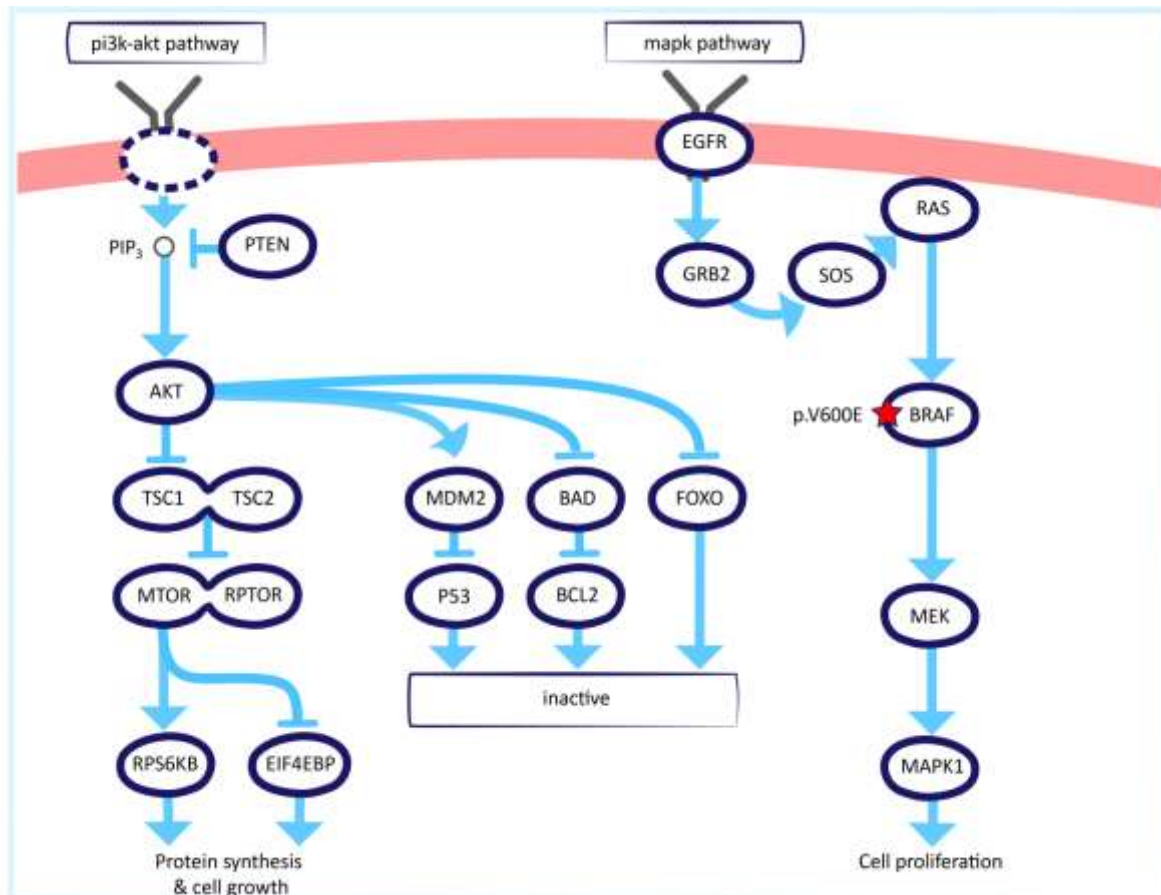 pi3k-akt pathway
mapk pathway
EGFR
RAS
PIP3
PTEN
GRB2
SOS
AKT
p.V600E
BRAF
TSC1
TSC2
MDM2
BAD
FOXO
MTOR
RPTOR
P53
BCL2
MEK
inactive
RPS6KB
EIF4EBP
MAPK1
Protein synthesis
& cell growth
Cell proliferation